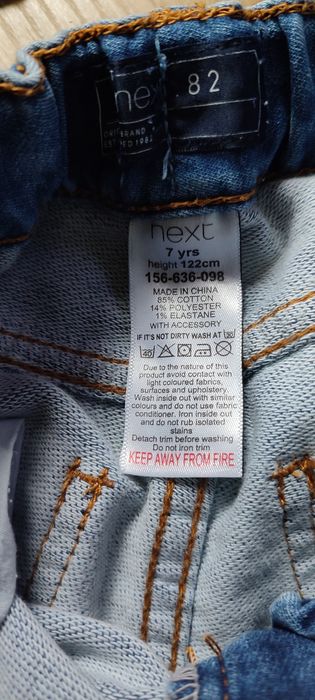 next 82
BRAND
next
7 yrs
height 122cm
156-636-098
MADE IN CHINA
85% COTTON
14% POLYESTER
1% ELASTANE
WITH ACCESSORY
IF IT'S NOT DIRTY WASH AT 30
40
Due to the nature of this
product avoid contact with
light coloured fabrics,
surfaces and upholstery.
Wash inside out with similar
colours and do not use fabric
conditioner. Iron inside out
and do not rub isolated
stains
Detach trim before washing
Do not iron trim
KEEP AWAY FROM FIRE